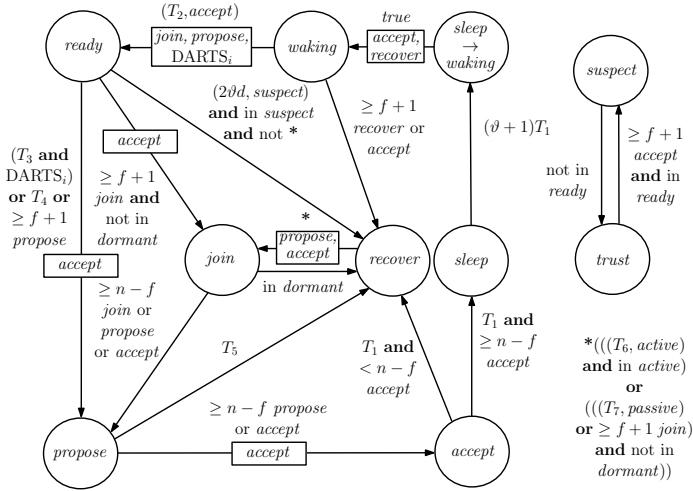 (T₂, accept)
true
ready
join, propose,
DARTSᵢ
waking
accept,
recover
sleep
→
waking
suspect
(2ϑd, suspect)
and in suspect
and not *
≥ f + 1
recover or
accept
(ϑ + 1)T₁
not in
ready
≥ f + 1
accept
and in
ready
accept
(T₃ and
DARTSᵢ)
or T₄ or
≥ f + 1
propose
≥ f + 1
join and
not in
dormant
accept
join
*
propose,
accept
in dormant
recover
sleep
trust
≥ n − f
join or
propose
or accept
T₅
T₁ and
< n − f
accept
T₁ and
≥ n − f
accept
*(((T₆, active)
and in active)
or
(((T₇, passive)
or ≥ f + 1 join)
and not in
dormant))
≥ n − f propose
or accept
accept
propose
accept